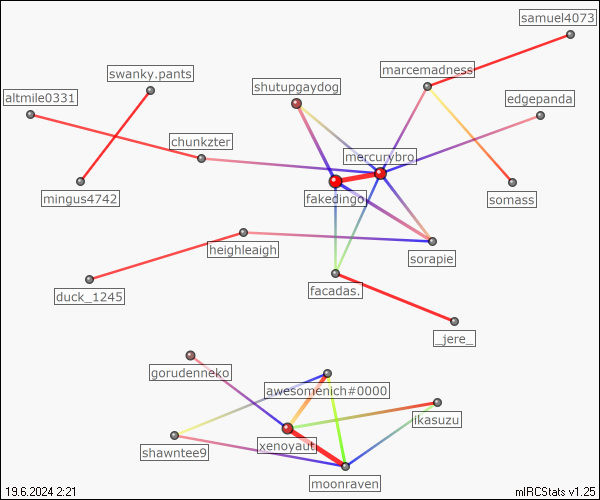 samuel4073
marcemadness
swanky.pants
shutupgaydog
altmile0331
edgepanda
chunkzter
mercurybro
mingus4742
fakedingo
somass
heighleaigh
sorapie
duck_1245
facadas.
_jere_
gorudenneko
awesomenich#0000
ikasuzu
shawntee9
xenoyaut
moonraven
19.6.2024 2:21
mIRCStats v1.25